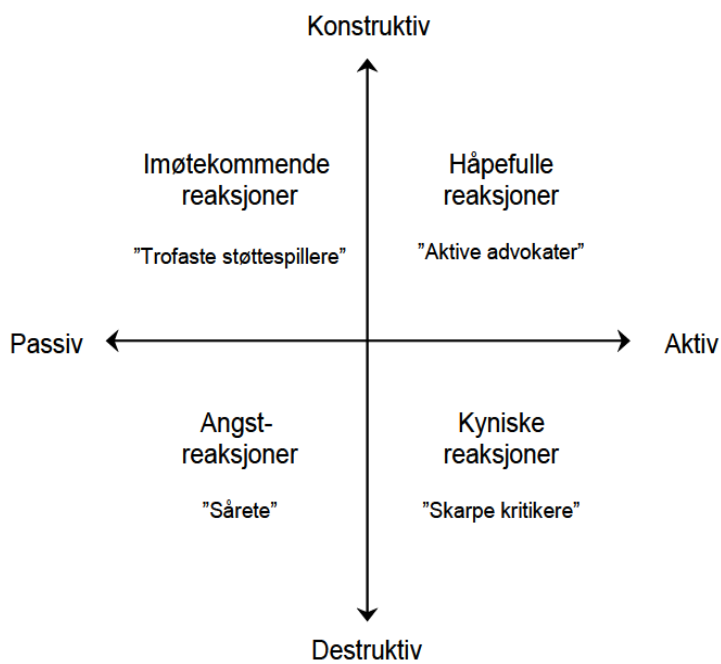 Konstruktiv
Imøtekommende
reaksjoner
”Trofaste støttespillere”
Håpefulle
reaksjoner
”Aktive advokater”
Passiv
Aktiv
Angst-
reaksjoner
”Sårete”
Kyniske
reaksjoner
”Skarpe kritikere”
Destruktiv